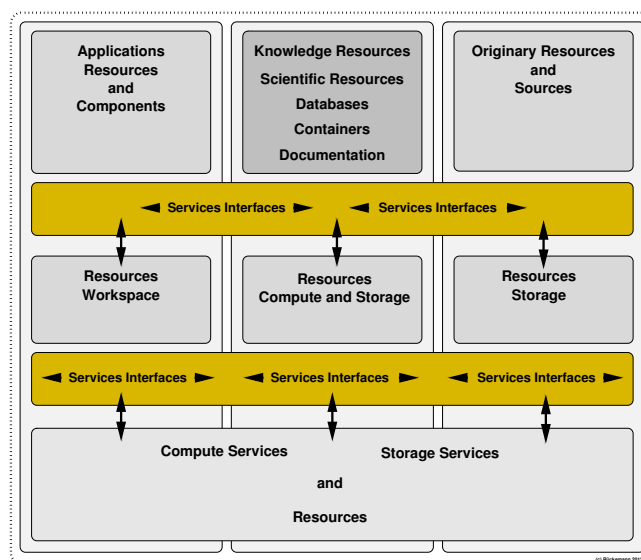 Applications
Resources
and
Components
Knowledge Resources
Scientific Resources
Databases
Containers
Documentation
Originary Resources
and
Sources
Services Interfaces
Services Interfaces
Resources
Workspace
Resources
Compute and Storage
Resources
Storage
Services Interfaces
Services Interfaces
Services Interfaces
Compute Services
Storage Services
and
Resources